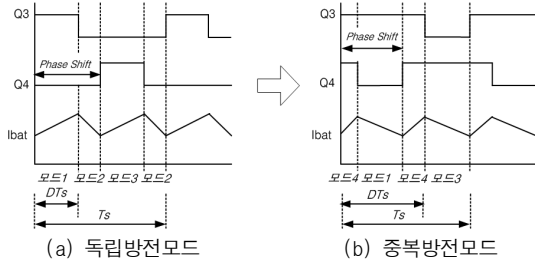 Q3
Phase Shift
Q4
Ibat
모드1 모드2 모드3 모드2
DTs
Ts
(a) 독립방전모드
Q3
Phase Shift
Q4
Ibat
모드4 모드1 모드4 모드3
DTs
Ts
(b) 중복방전모드